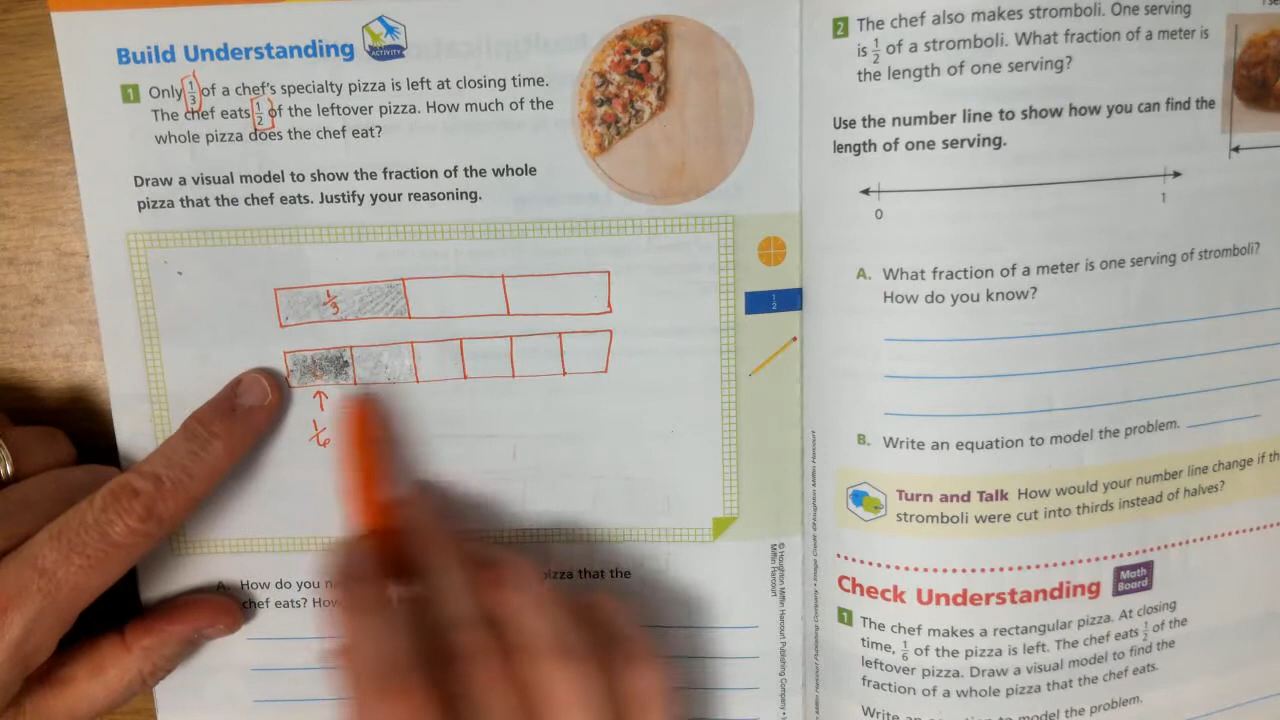 Build Understanding
ACTIVITY
1 Only 1/3 of a chef's specialty pizza is left at closing time.
The chef eats 1/2 of the leftover pizza. How much of the
whole pizza does the chef eat?
Draw a visual model to show the fraction of the whole
pizza that the chef eats. Justify your reasoning.
1/3
1/6
1/2
A. How do you
pizza that the
chef eats?
© Houghton Mifflin Harcourt Publishing Company
2 The chef also makes stromboli. One serving
is 1/2 of a stromboli. What fraction of a meter is
the length of one serving?
Use the number line to show how you can find the
length of one serving.
0 1
A. What fraction of a meter is one serving of stromboli?
How do you know?
B. Write an equation to model the problem.
Turn and Talk How would your number line change if th
stromboli were cut into thirds instead of halves?
Check Understanding
Math
Board
1 The chef makes a rectangular pizza. At closing
time, 1/6 of the pizza is left. The chef eats 1/2 of the
leftover pizza. Draw a visual model to find the
fraction of a whole pizza that the chef eats.
Write an equation to model the problem.